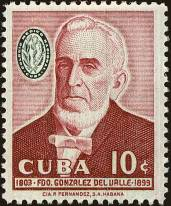 CUBA 10¢
1803-FDO. GONZALEZ DEL VALLE-1899
CIA. P. FERNANDEZ, S.A. HABANA